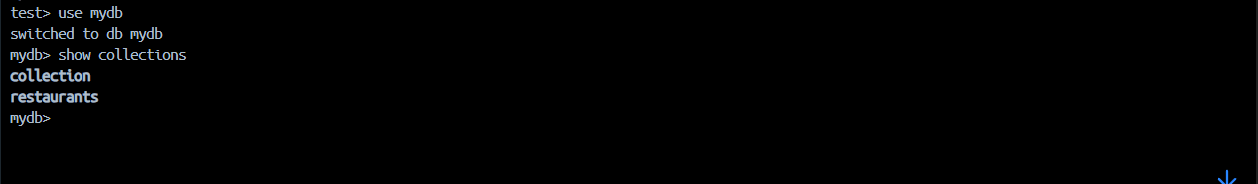 test> use mydb
switched to db mydb
mydb> show collections
collection
restaurants
mydb>